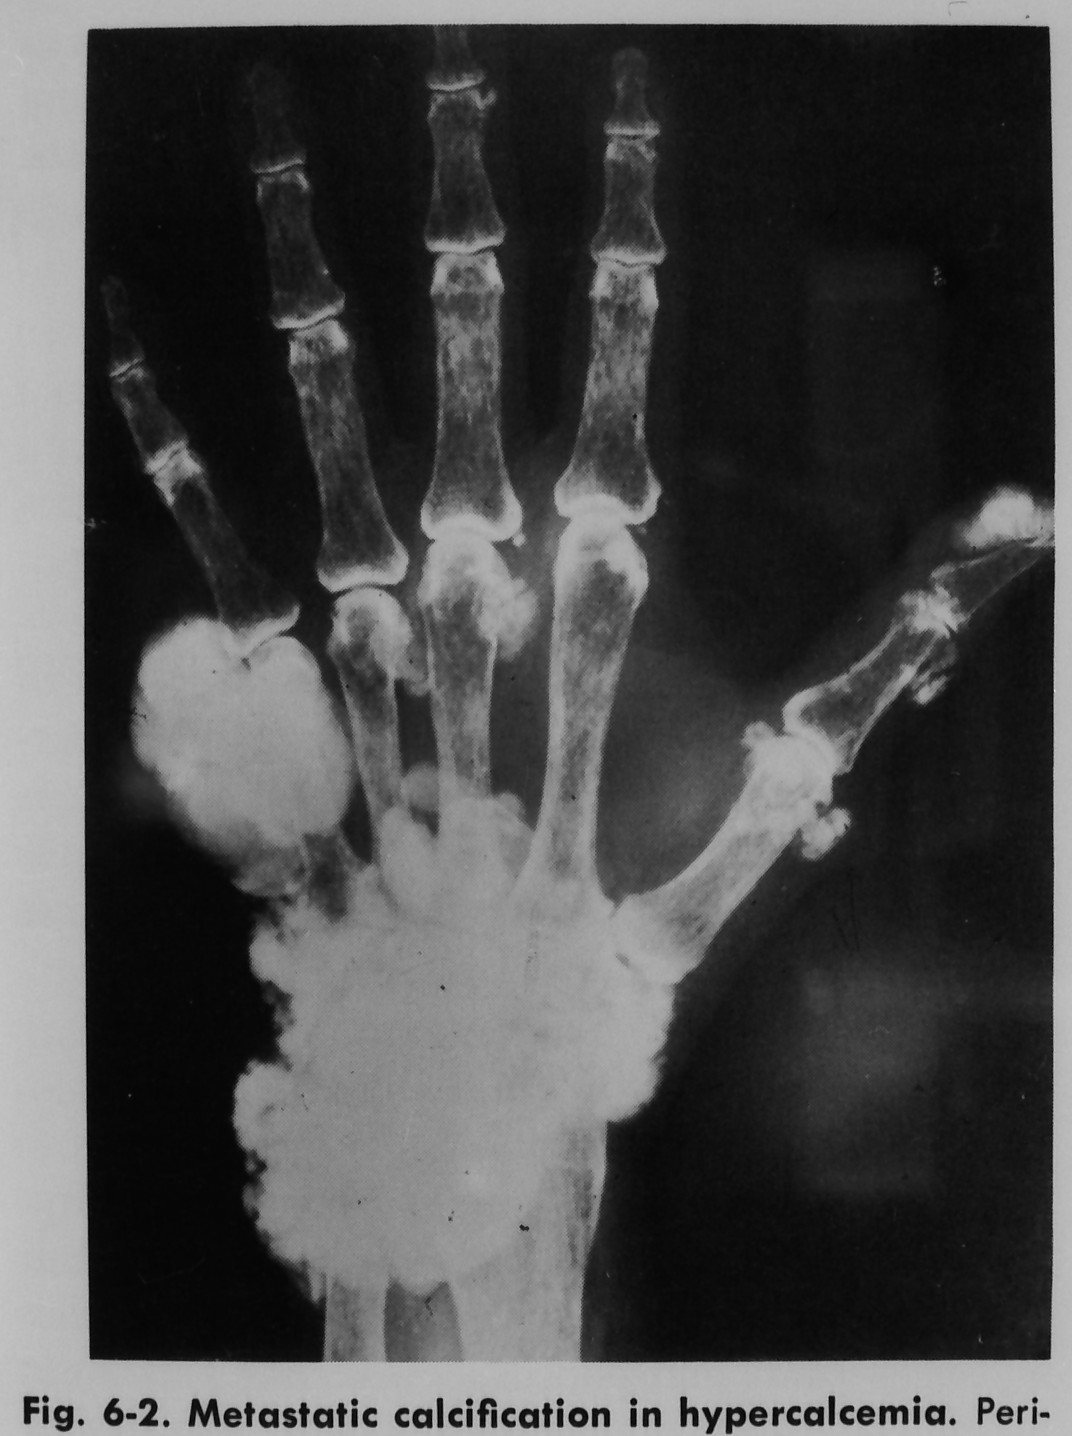 Fig. 6-2. Metastatic calcification in hypercalcemia. Peri-